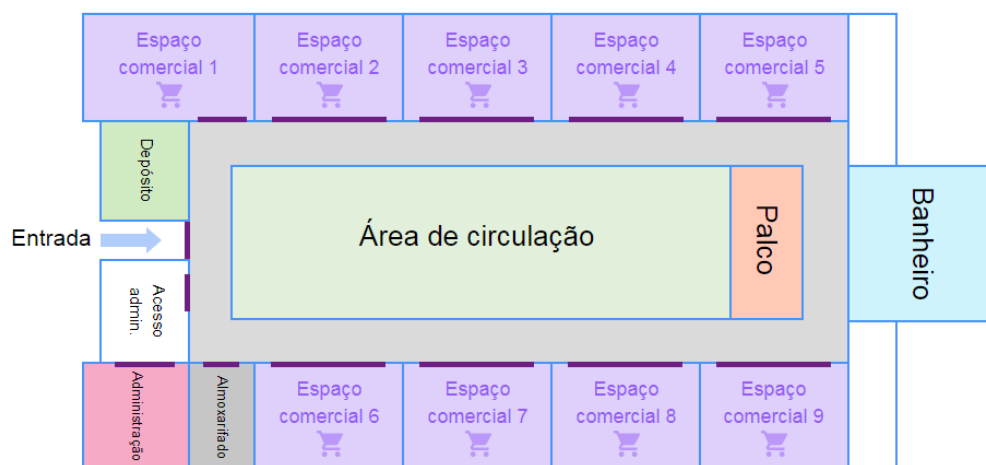 Espaço
comercial 1
Espaço
comercial 2
Espaço
comercial 3
Espaço
comercial 4
Espaço
comercial 5
Depósito
Entrada
Área de circulação
Palco
Banheiro
Acesso
admin.
Administração
Almoxarifado
Espaço
comercial 6
Espaço
comercial 7
Espaço
comercial 8
Espaço
comercial 9